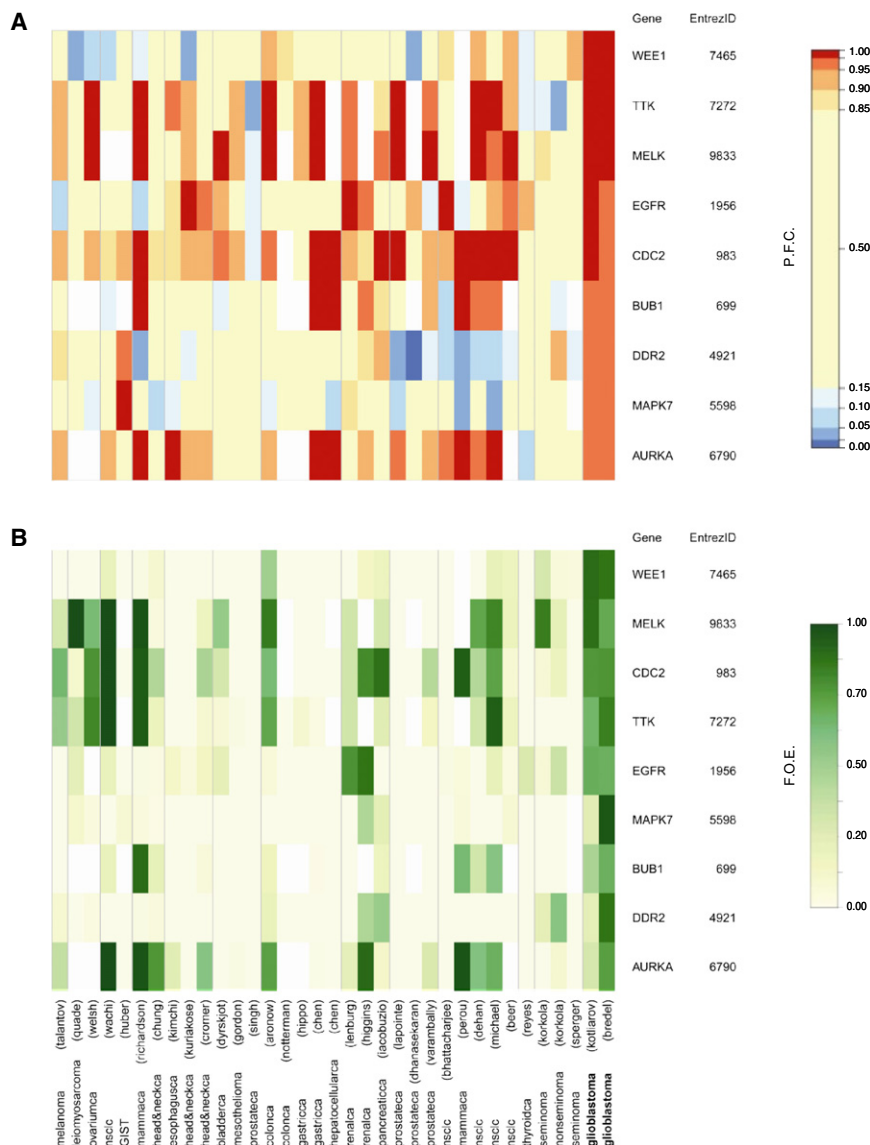 A
Gene EntrezID
WEE1 7465
TTK 7272
MELK 9833
EGFR 1956
CDC2 983
BUB1 699
DDR2 4921
MAPK7 5598
AURKA 6790
1.00
0.95
0.90
0.85
0.50
0.15
0.10
0.05
0.00
P.F.C.
B
Gene EntrezID
WEE1 7465
MELK 9833
CDC2 983
TTK 7272
EGFR 1956
MAPK7 5598
BUB1 699
DDR2 4921
AURKA 6790
1.00
0.70
0.50
0.20
0.00
F.O.E.
melanoma (talantov)
eiomyosarcoma (quade)
ovariumca (welsh)
nscic (wachi)
GIST (huber)
mammaca (richardson)
head&neckca (chung)
esophagusca (kimchi)
head&neckca (kuriakose)
head&neckca (cromer)
bladderca (dyrskjot)
mesothelioma (gordon)
prostateca (singh)
colonca (aronow)
colonca (notterman)
gastricca (hippo)
gastricca (chen)
hepatocellularca (chen)
renalca (lenburg)
renalca (higgins)
pancreaticca (iacobuzio)
prostateca (lapointe)
prostateca (dhanasekaran)
prostateca (varambally)
nscic (bhattacharjee)
mammaca (perou)
nscic (dehan)
nscic (michael)
nscic (beer)
hyroidca (reyes)
seminoma (korkola)
nonseminoma (korkola)
seminoma (sperger)
glioblastoma (kotliarov)
glioblastoma (bredel)